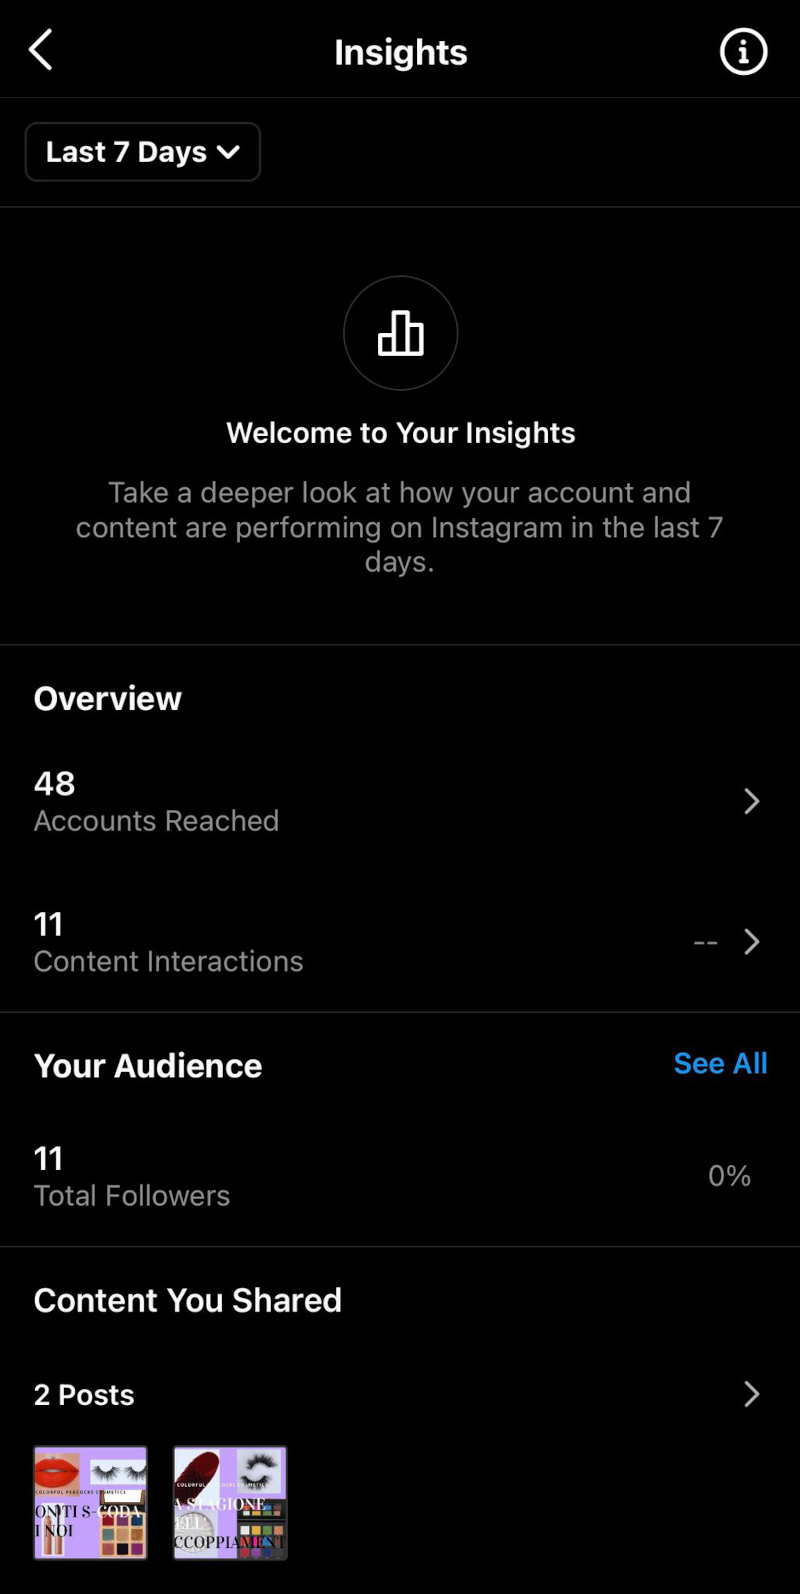 Insights
Last 7 Days
Welcome to Your Insights
Take a deeper look at how your account and
content are performing on Instagram in the last 7
days.
Overview
48
Accounts Reached
11
Content Interactions
--
Your Audience
See All
11
Total Followers
0%
Content You Shared
2 Posts
COLORFUL PEACOCKS COSMETICS
ONTI S-CODA
I NOI
COLORFUL PEACOCKS COSMETICS
A STAGIONE
ELL'
CCOPPIAMENT